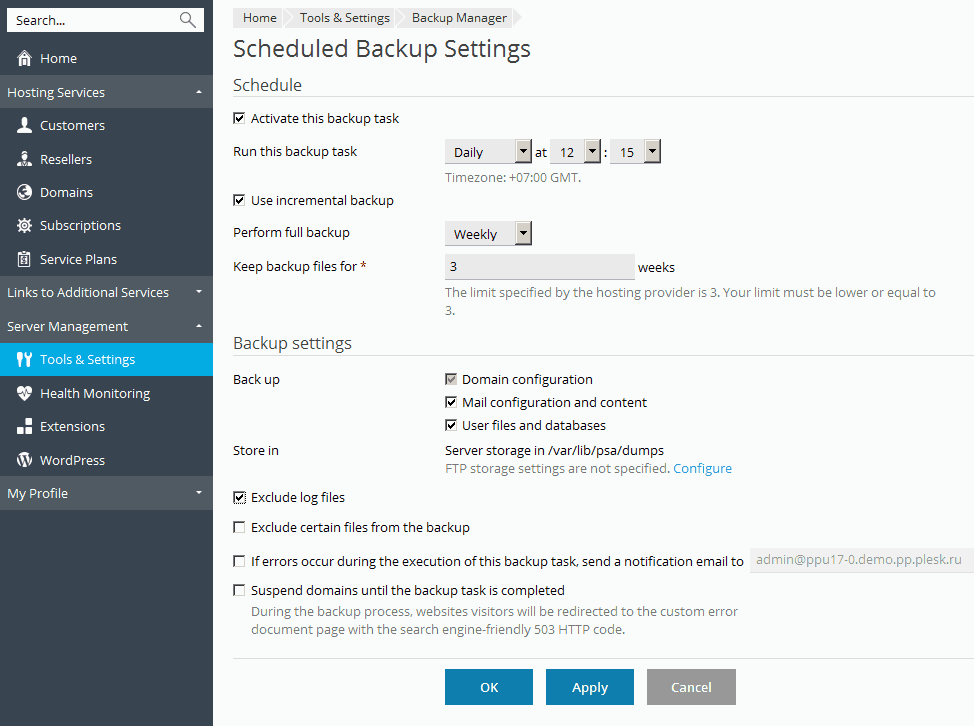 Search...
Home
Hosting Services
Customers
Resellers
Domains
Subscriptions
Service Plans
Links to Additional Services
Server Management
Tools & Settings
Health Monitoring
Extensions
WordPress
My Profile
Home Tools & Settings Backup Manager
Scheduled Backup Settings
Schedule
Activate this backup task
Run this backup task Daily at 12 : 15
Timezone: +07:00 GMT.
Use incremental backup
Perform full backup Weekly
Keep backup files for * 3 weeks
The limit specified by the hosting provider is 3. Your limit must be lower or equal to
3.
Backup settings
Back up Domain configuration
Mail configuration and content
User files and databases
Store in Server storage in /var/lib/psa/dumps
FTP storage settings are not specified. Configure
Exclude log files
Exclude certain files from the backup
If errors occur during the execution of this backup task, send a notification email to admin@ppu17-0.demo.pp.plesk.ru
Suspend domains until the backup task is completed
During the backup process, websites visitors will be redirected to the custom error
document page with the search engine-friendly 503 HTTP code.
OK Apply Cancel